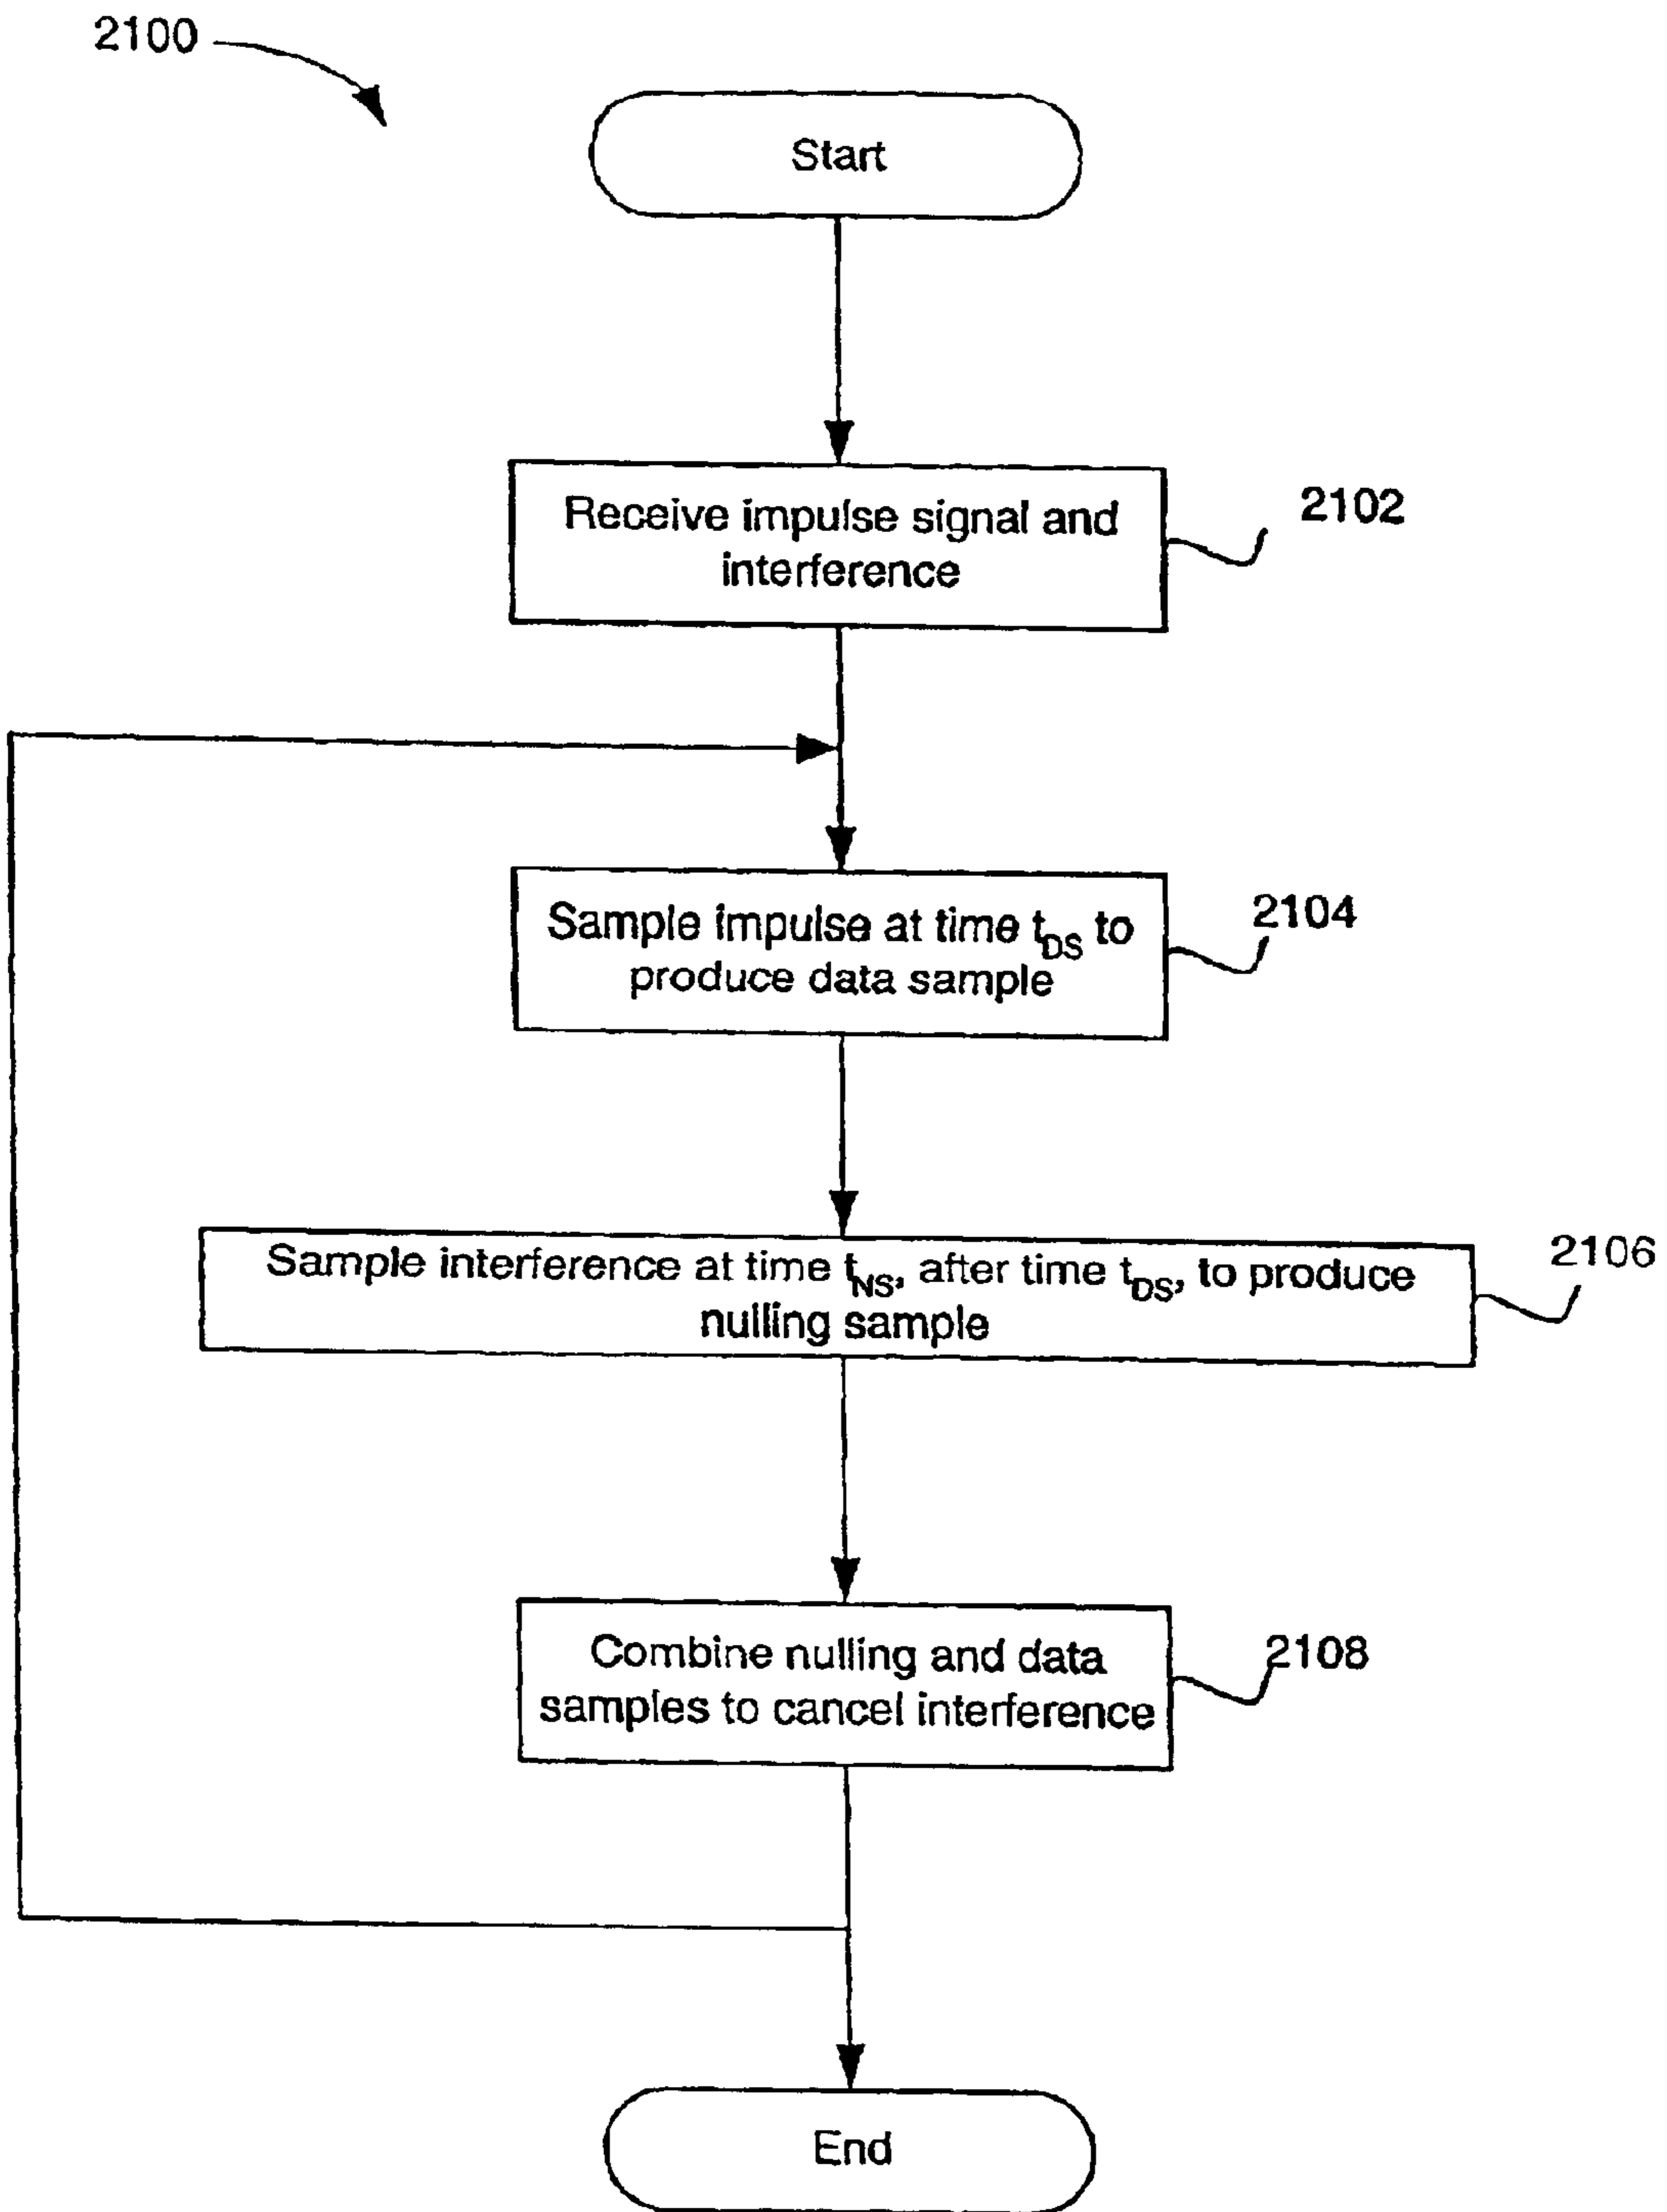 2100
Start
Receive impulse signal and
interference
2102
Sample impulse at time tDS to
produce data sample
2104
Sample interference at time tNS, after time tDS, to produce
nulling sample
2106
Combine nulling and data
samples to cancel interference
2108
End